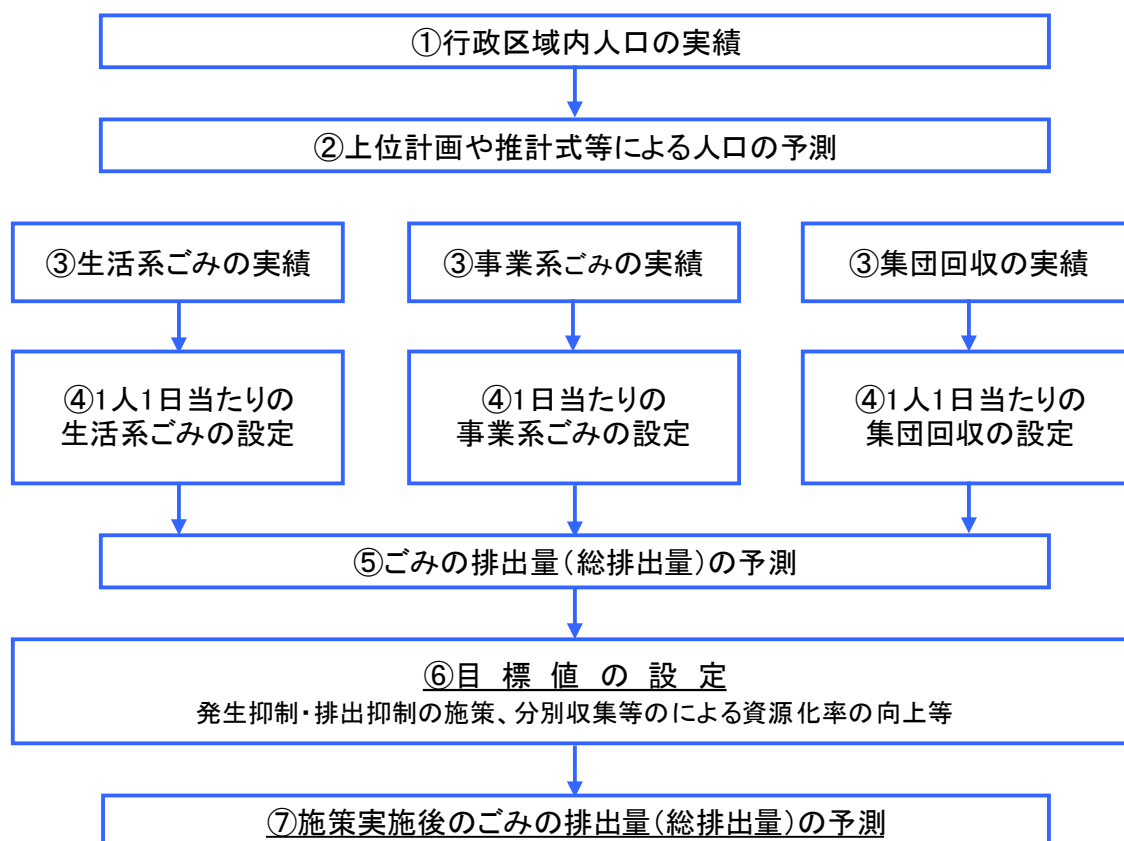 ①行政区域内人口の実績
②上位計画や推計式等による人口の予測
③生活系ごみの実績
③事業系ごみの実績
③集団回収の実績
④1人1日当たりの
生活系ごみの設定
④1日当たりの
事業系ごみの設定
④1人1日当たりの
集団回収の設定
⑤ごみの排出量(総排出量)の予測
⑥目 標 値 の 設 定
発生抑制・排出抑制の施策、分別収集等のによる資源化率の向上等
⑦施策実施後のごみの排出量(総排出量)の予測